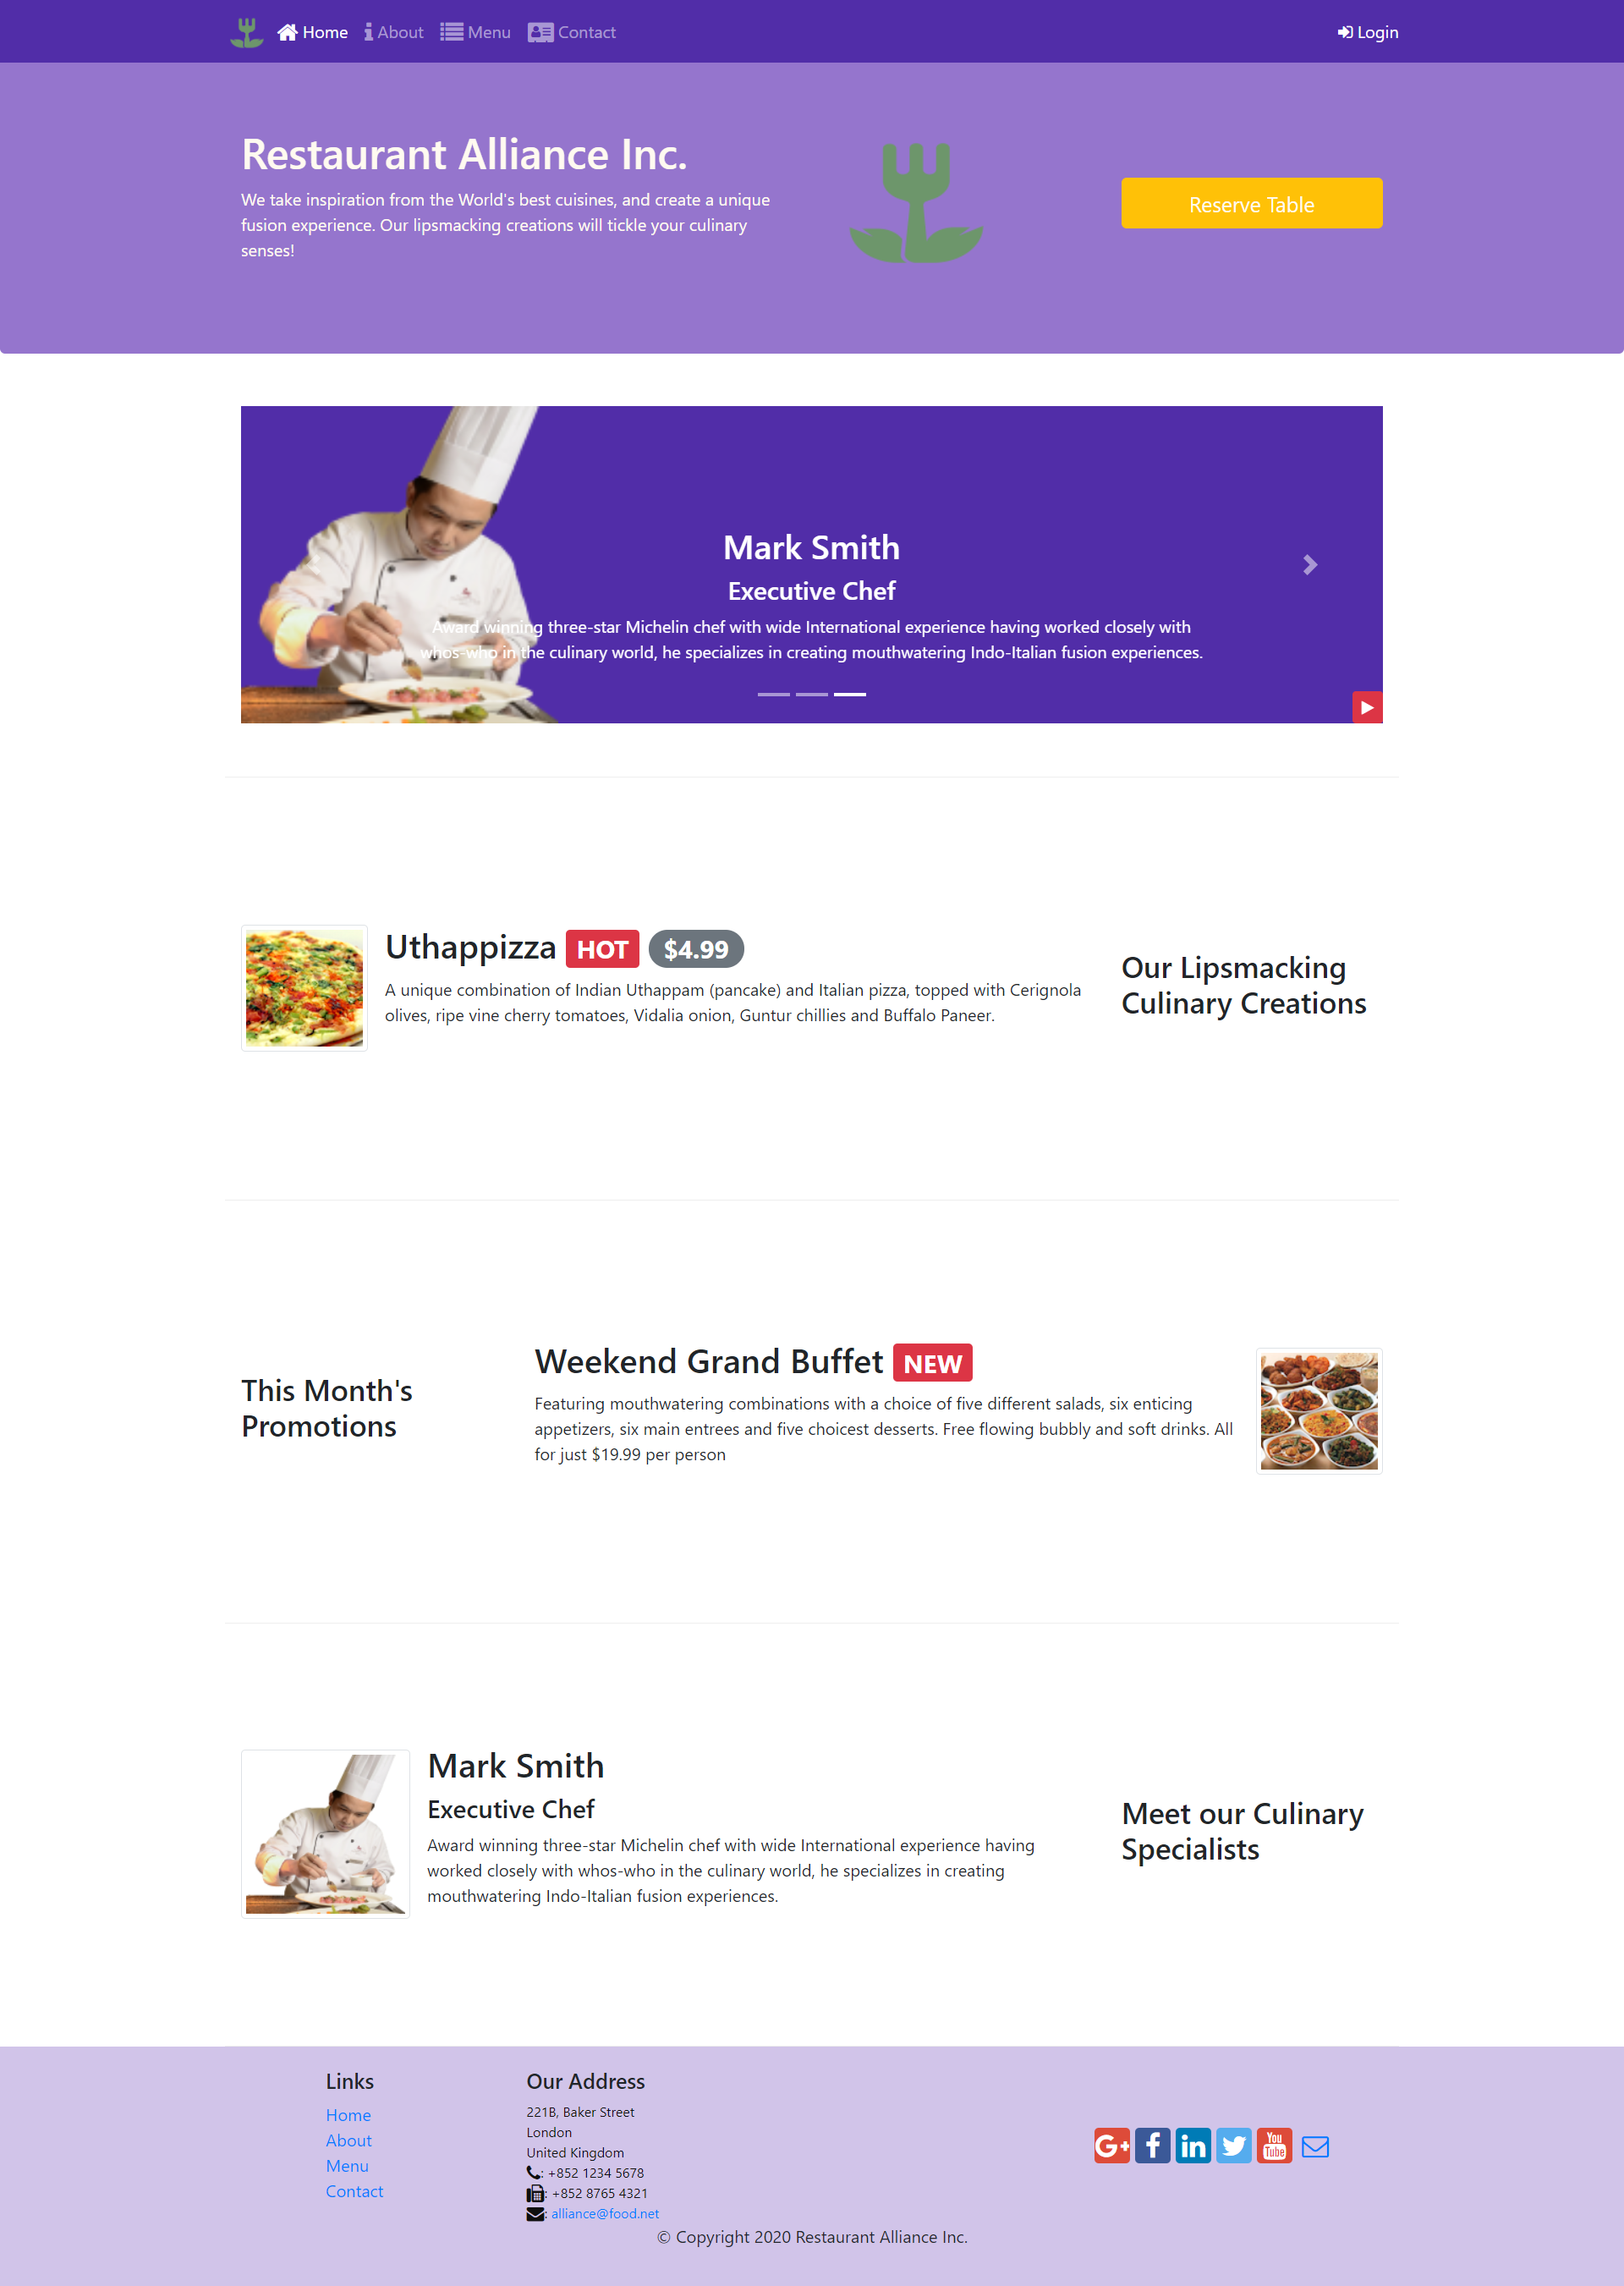 Home About Menu Contact Login
Restaurant Alliance Inc.
We take inspiration from the World's best cuisines, and create a unique
fusion experience. Our lipsmacking creations will tickle your culinary
senses!
Reserve Table
Mark Smith
Executive Chef
Award winning three-star Michelin chef with wide International experience having worked closely with
whos-who in the culinary world, he specializes in creating mouthwatering Indo-Italian fusion experiences.
Uthappizza HOT $4.99
A unique combination of Indian Uthappam (pancake) and Italian pizza, topped with Cerignola
olives, ripe vine cherry tomatoes, Vidalia onion, Guntur chillies and Buffalo Paneer.
Our Lipsmacking
Culinary Creations
This Month's
Promotions
Weekend Grand Buffet NEW
Featuring mouthwatering combinations with a choice of five different salads, six enticing
appetizers, six main entrees and five choicest desserts. Free flowing bubbly and soft drinks. All
for just $19.99 per person
Mark Smith
Executive Chef
Award winning three-star Michelin chef with wide International experience having
worked closely with whos-who in the culinary world, he specializes in creating
mouthwatering Indo-Italian fusion experiences.
Meet our Culinary
Specialists
Links
Home
About
Menu
Contact
Our Address
221B, Baker Street
London
United Kingdom
: +852 1234 5678
: +852 8765 4321
: alliance@food.net
G+ f in You Tube
© Copyright 2020 Restaurant Alliance Inc.